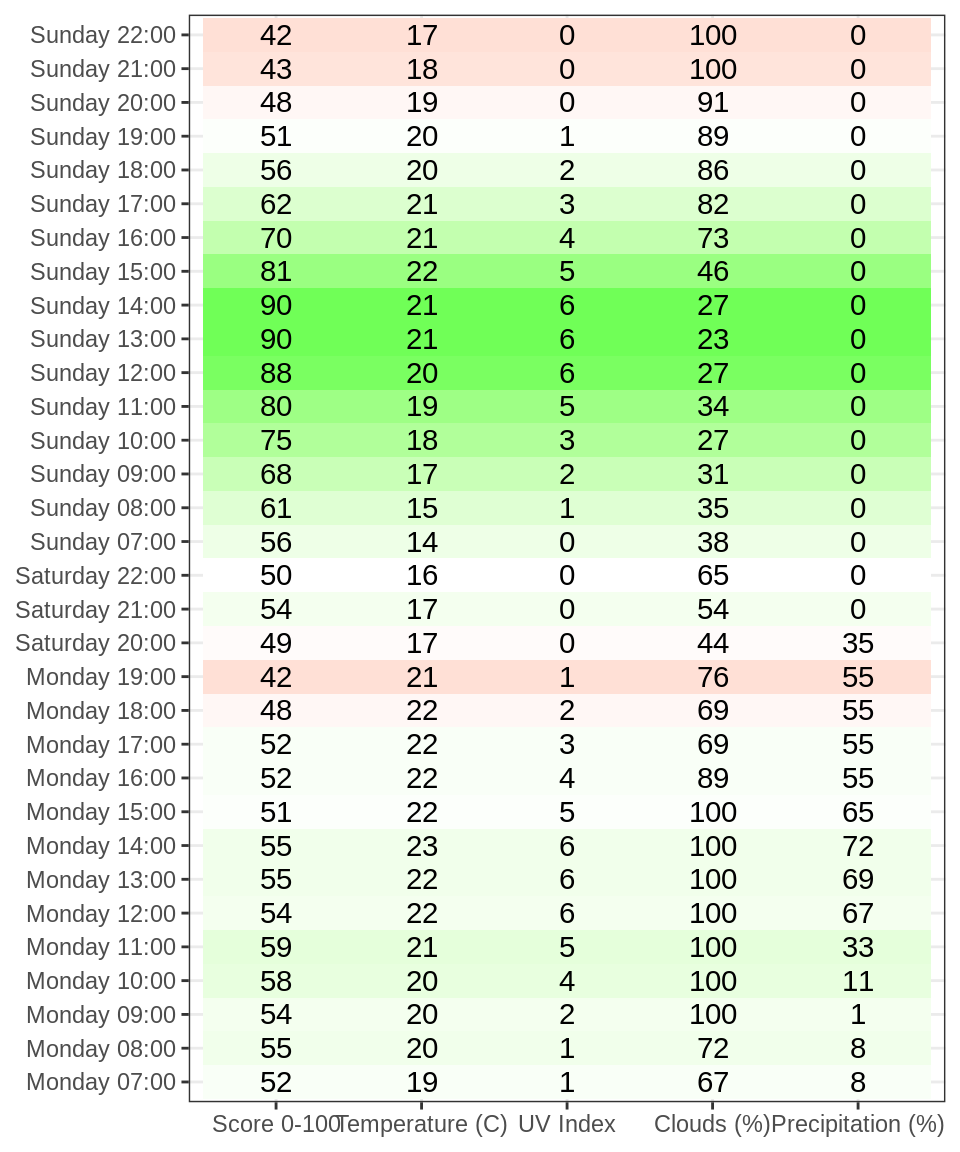 Sunday 22:00 42 17 0 100 0
Sunday 21:00 43 18 0 100 0
Sunday 20:00 48 19 0 91 0
Sunday 19:00 51 20 1 89 0
Sunday 18:00 56 20 2 86 0
Sunday 17:00 62 21 3 82 0
Sunday 16:00 70 21 4 73 0
Sunday 15:00 81 22 5 46 0
Sunday 14:00 90 21 6 27 0
Sunday 13:00 90 21 6 23 0
Sunday 12:00 88 20 6 27 0
Sunday 11:00 80 19 5 34 0
Sunday 10:00 75 18 3 27 0
Sunday 09:00 68 17 2 31 0
Sunday 08:00 61 15 1 35 0
Sunday 07:00 56 14 0 38 0
Saturday 22:00 50 16 0 65 0
Saturday 21:00 54 17 0 54 0
Saturday 20:00 49 17 0 44 35
Monday 19:00 42 21 1 76 55
Monday 18:00 48 22 2 69 55
Monday 17:00 52 22 3 69 55
Monday 16:00 52 22 4 89 55
Monday 15:00 51 22 5 100 65
Monday 14:00 55 23 6 100 72
Monday 13:00 55 22 6 100 69
Monday 12:00 54 22 6 100 67
Monday 11:00 59 21 5 100 33
Monday 10:00 58 20 4 100 11
Monday 09:00 54 20 2 100 1
Monday 08:00 55 20 1 72 8
Monday 07:00 52 19 1 67 8
Score 0-100 Temperature (C) UV Index Clouds (%) Precipitation (%)